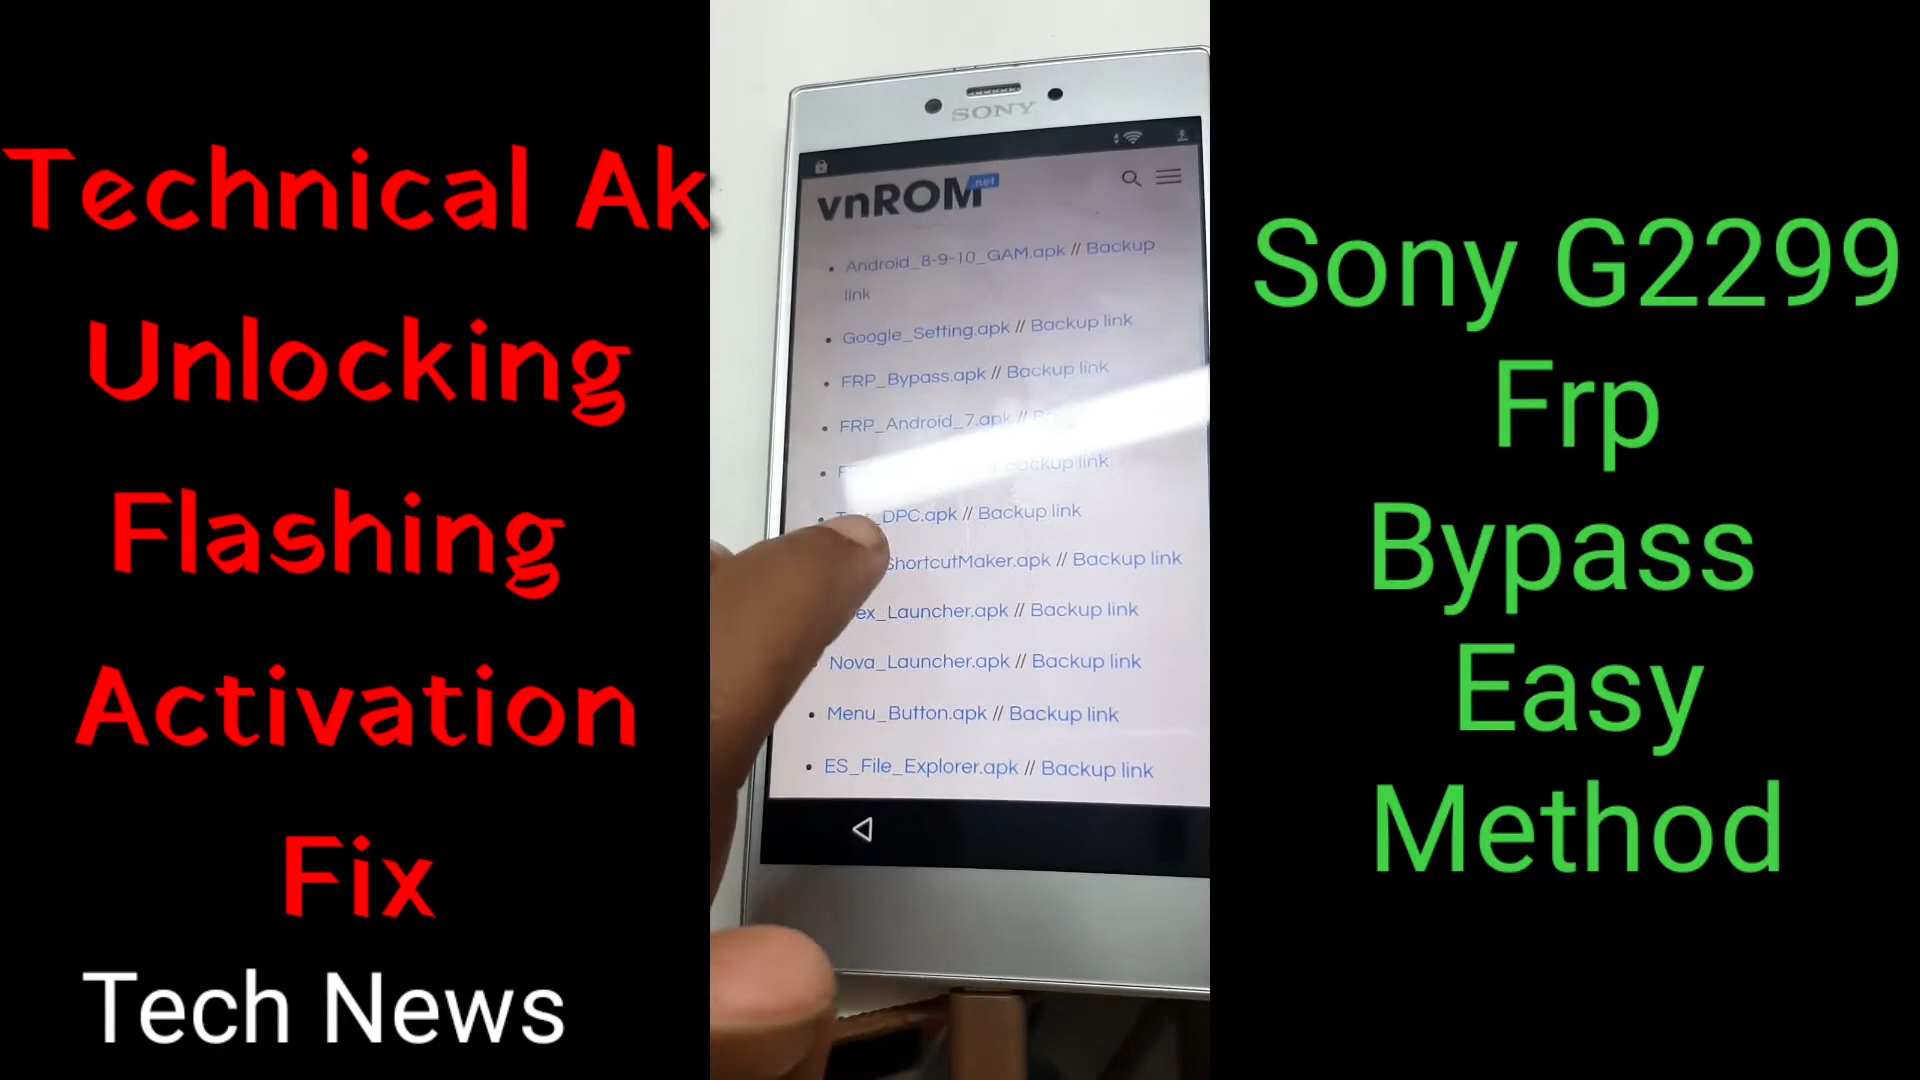 Technical Ak
Unlocking
Flashing
Activation
Fix
Tech News
SONY
vnROM.net
Android_8-9-10_GAM.apk // Backup
link
Google_Setting.apk // Backup link
FRP_Bypass.apk // Backup link
FRP_Android_7.apk //
Backup link
DPC.apk // Backup link
ShortcutMaker.apk // Backup link
Launcher.apk // Backup link
Nova_Launcher.apk // Backup link
Menu_Button.apk // Backup link
ES_File_Explorer.apk // Backup link
Sony G2299
Frp
Bypass
Easy
Method